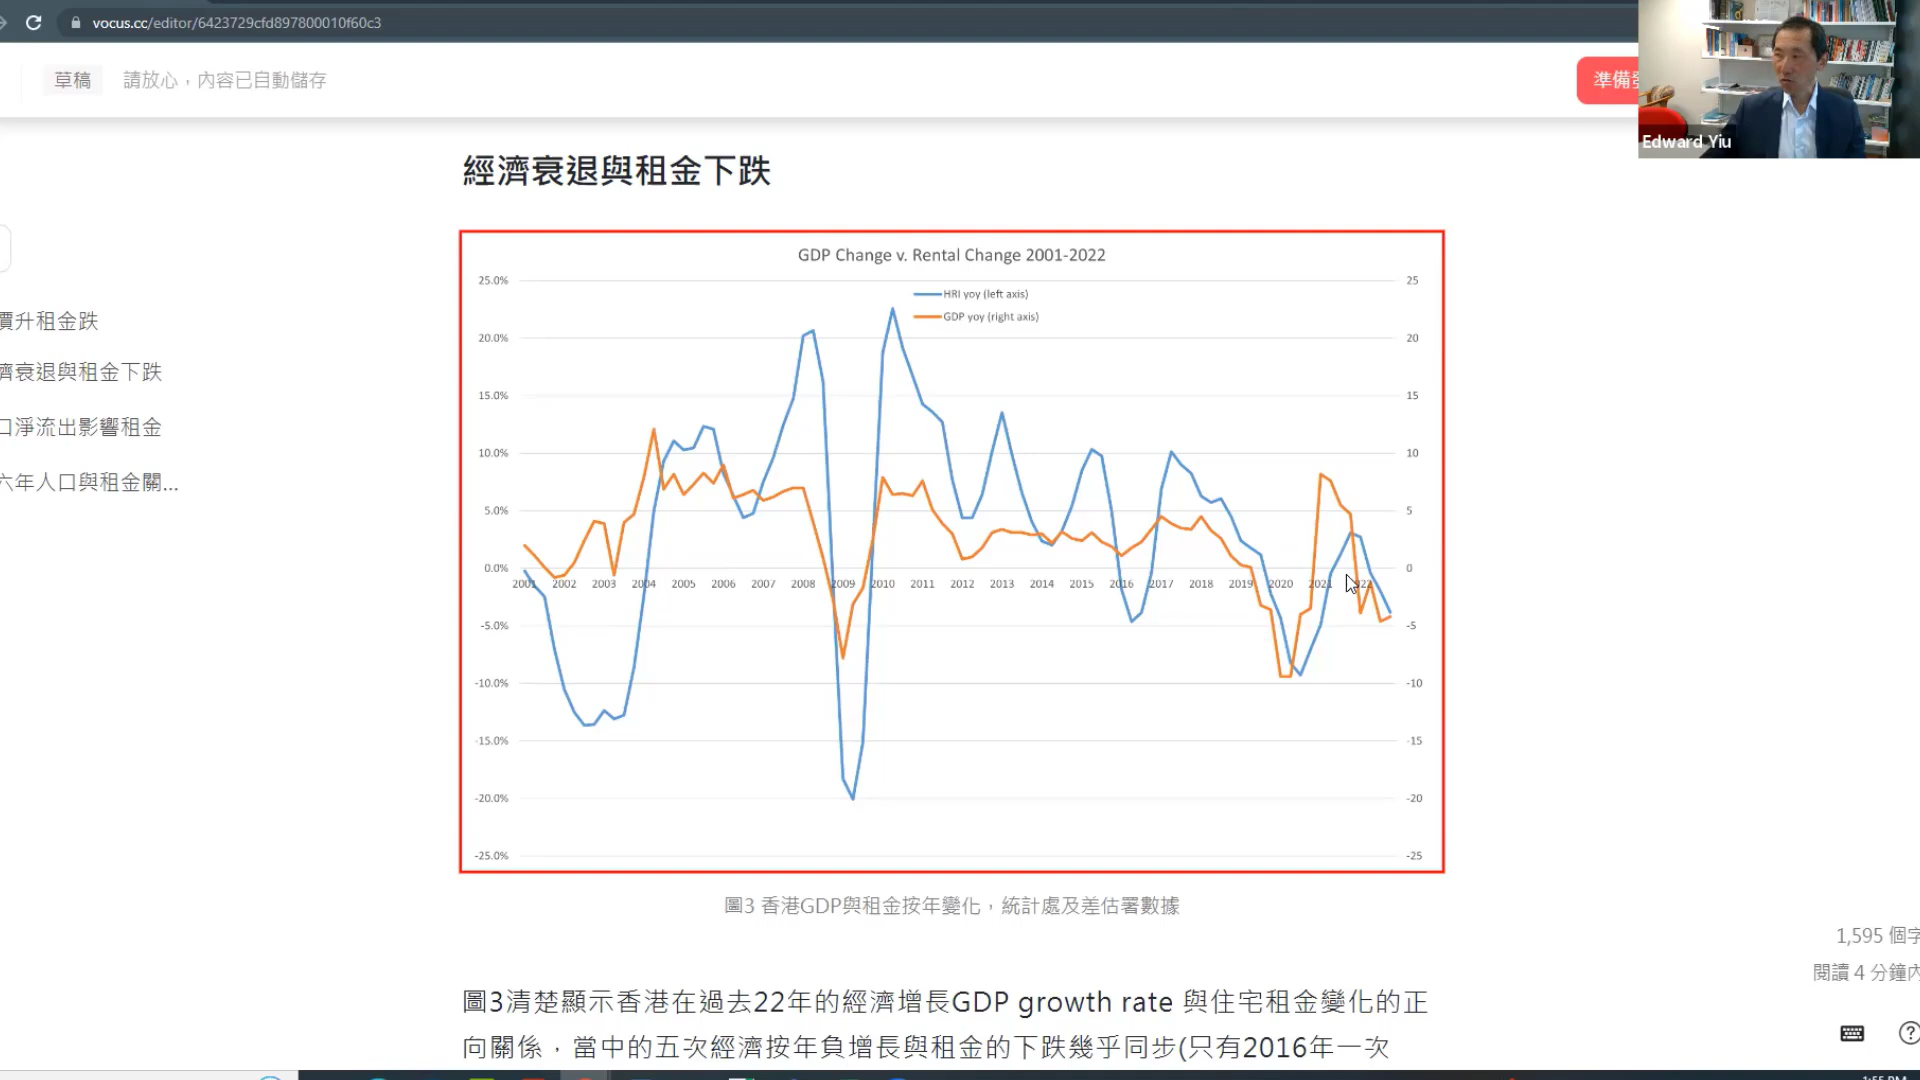 vocus.cc/editor/6423729cfd897800010f60c3
草稿
請放心，內容已自動儲存
準備
Edward Yiu
經濟衰退與租金下跌
GDP Change v. Rental Change 2001-2022
HRI yoy (left axis)
GDP yoy (right axis)
25.0%
20.0%
15.0%
10.0%
5.0%
0.0%
-5.0%
-10.0%
-15.0%
-20.0%
-25.0%
25
20
15
10
5
0
-5
-10
-15
-20
-25
2001 2002 2003 2004 2005 2006 2007 2008 2009 2010 2011 2012 2013 2014 2015 2016 2017 2018 2019 2020 2021
升租金跌
衰退與租金下跌
淨流出影響租金
六年人口與租金關...
圖3 香港GDP與租金按年變化，統計處及差估署數據
1,595 個字
閱讀 4 分鐘內
圖3清楚顯示香港在過去22年的經濟增長GDP growth rate 與住宅租金變化的正
向關係，當中的五次經濟按年負增長與租金的下跌幾乎同步(只有2016年一次